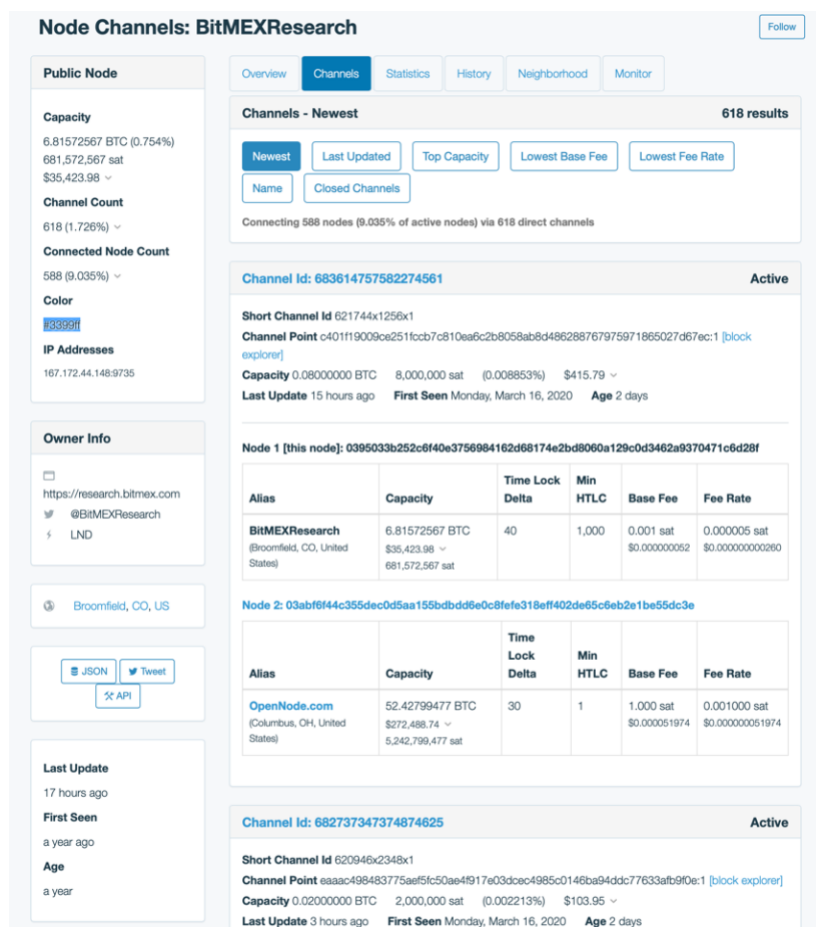 Node Channels: BitMEXResearch
Follow
Public Node
Capacity
6.81572567 BTC (0.754%)
681,572,567 sat
$35,423.98
Channel Count
618 (1.726%)
Connected Node Count
588 (9.035%)
Color
#3399ff
IP Addresses
167.172.44.148:9735
Owner Info
https://research.bitmex.com
@BitMEXResearch
LND
Broomfield, CO, US
JSON
Tweet
API
Last Update
17 hours ago
First Seen
a year ago
Age
a year
Overview Channels Statistics History Neighborhood Monitor
Channels - Newest 618 results
Newest Last Updated Top Capacity Lowest Base Fee Lowest Fee Rate
Name Closed Channels
Connecting 588 nodes (9.035% of active nodes) via 618 direct channels
Channel Id: 683614757582274561 Active
Short Channel Id 621744x1256x1
Channel Point c401f19009ce251fccb7c810ea6c2b8058ab8d486288767975971865027d67ec:1 [block
explorer]
Capacity 0.08000000 BTC 8,000,000 sat (0.008853%) $415.79
Last Update 15 hours ago First Seen Monday, March 16, 2020 Age 2 days
Node 1 [this node]: 0395033b252c6f40e3756984162d68174e2bd8060a129c0d3462a9370471c6d28f
Alias Capacity Time Lock Delta Min HTLC Base Fee Fee Rate
BitMEXResearch 6.81572567 BTC 40 1,000 0.001 sat 0.000005 sat
(Broomfield, CO, United States) $35,423.98 $0.000000052 $0.000000000260
681,572,567 sat
Node 2: 03abf6f44c355dec0d5aa155bdbdd6e0c8fefe318eff402de65c6eb2e1be55dc3e
Alias Capacity Time Lock Delta Min HTLC Base Fee Fee Rate
OpenNode.com 52.42799477 BTC 30 1 1.000 sat 0.001000 sat
(Columbus, OH, United States) $272,488.74 $0.000051974 $0.000000051974
5,242,799,477 sat
Channel Id: 682737347374874625 Active
Short Channel Id 620946x2348x1
Channel Point eaaac498483775aef5fc50ae4f917e03dcec4985c0146ba94ddc77633afb9f0e:1 [block explorer]
Capacity 0.02000000 BTC 2,000,000 sat (0.002213%) $103.95
Last Update 3 hours ago First Seen Monday, March 16, 2020 Age 2 days